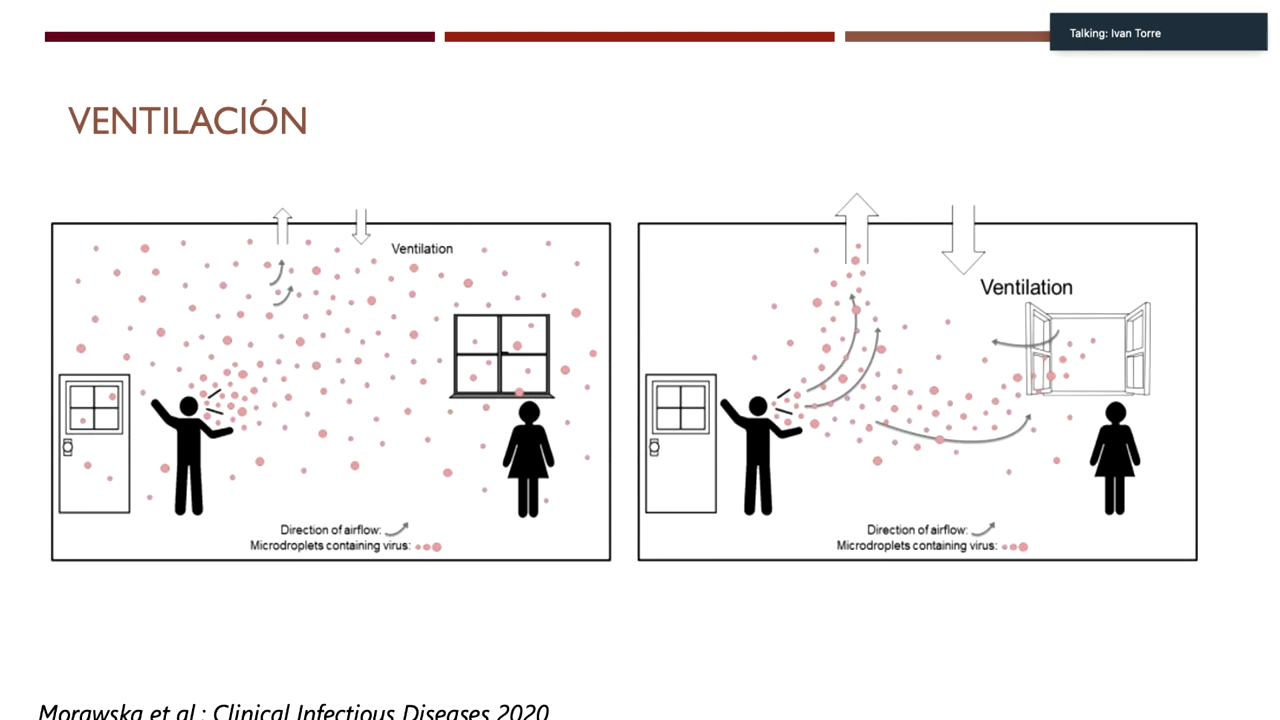 Talking: Ivan Torre
VENTILACIÓN
Ventilation
Direction of airflow:
Microdroplets containing virus:
Ventilation
Direction of airflow:
Microdroplets containing virus:
Morawska et al.: Clinical Infectious Diseases 2020